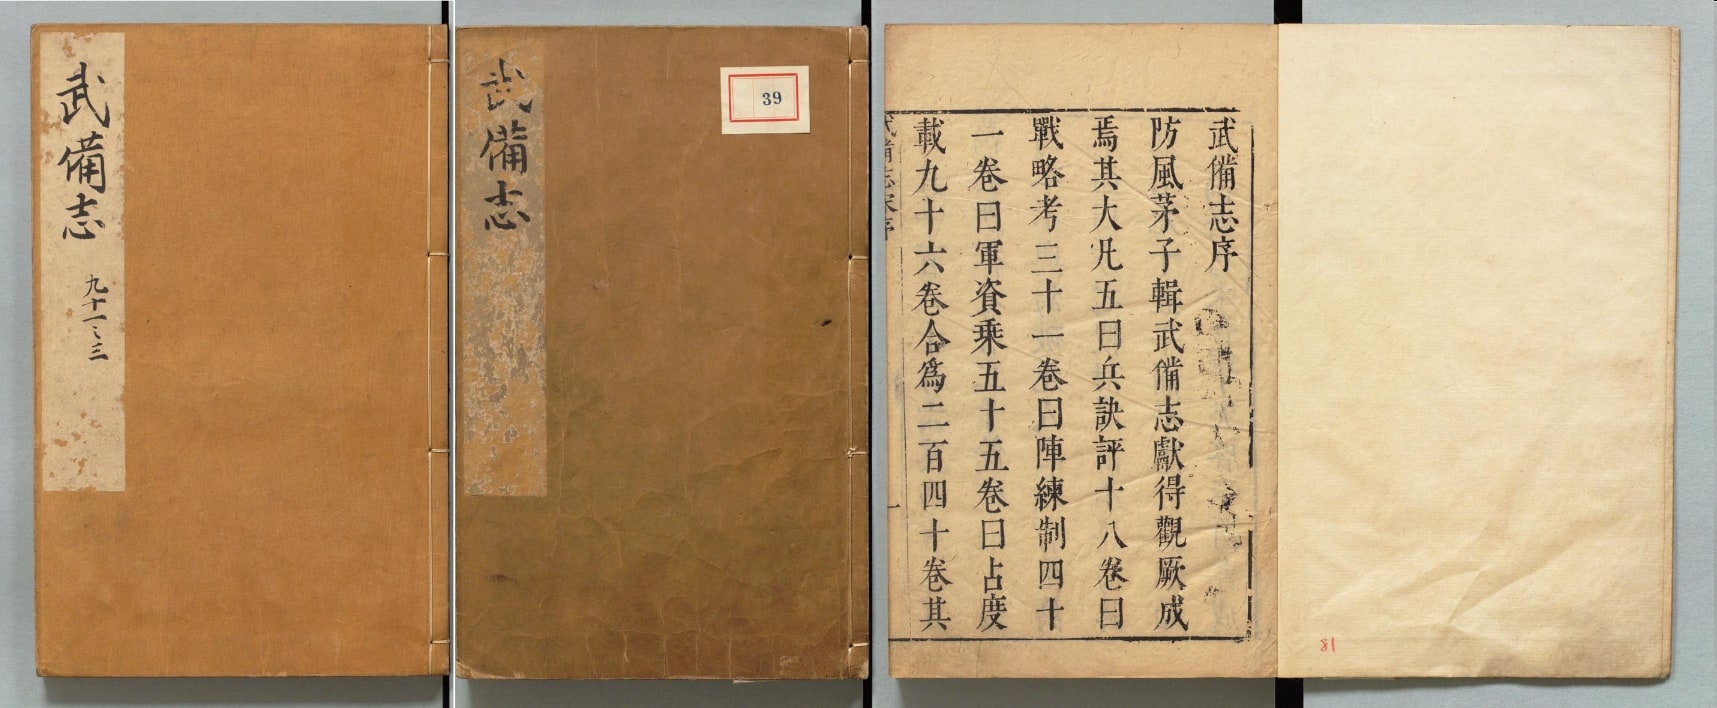 武備志
九十一、三
武備志
39
武備志序
防風茅子輯武備志獻得觀厥成
焉其大凡五曰兵訣評十八卷曰
戰略考三十一卷曰陣練制四十
一卷曰軍資乘五十五卷曰占度
載九十六卷合爲二百四十卷其
武備志宋序
一
81